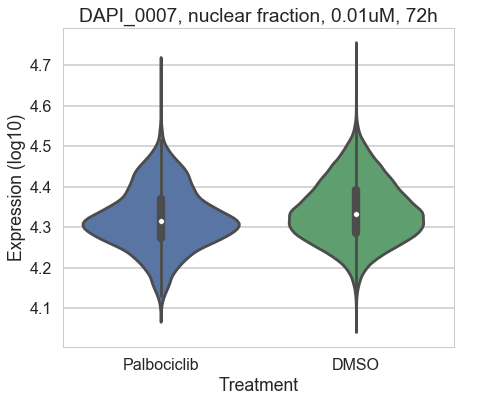 DAPI_0007, nuclear fraction, 0.01uM, 72h
Expression (log10)
4.7
4.6
4.5
4.4
4.3
4.2
4.1
Palbociclib DMSO
Treatment